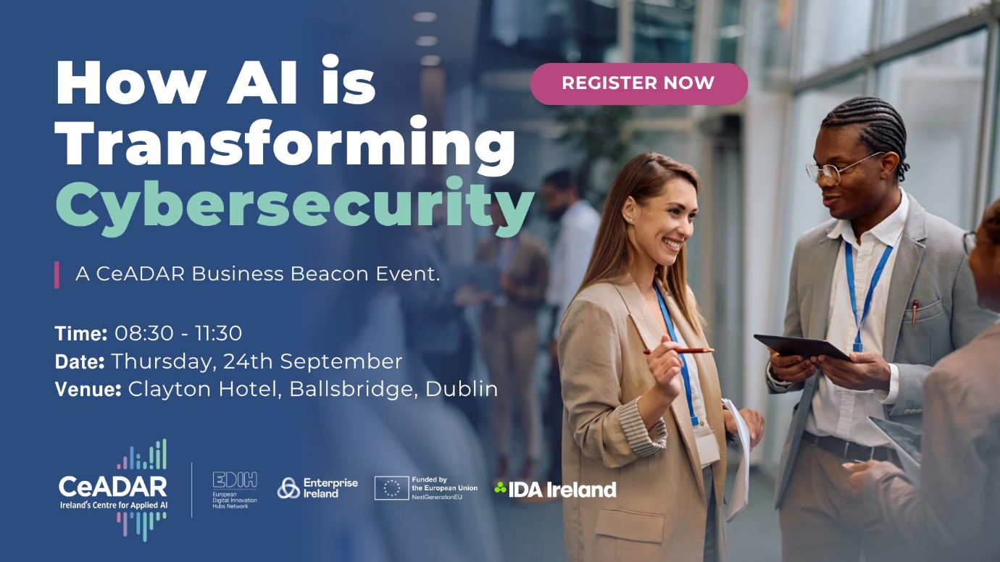 How AI is
Transforming
Cybersecurity
REGISTER NOW
A CeADAR Business Beacon Event.
Time: 08:30 - 11:30
Date: Thursday, 24th September
Venue: Clayton Hotel, Ballsbridge, Dublin
CeADAR
Ireland's Centre for Applied AI
EDIH
European
Digital Innovation
Hubs Network
Enterprise
Ireland
Funded by
the European Union
NextGenerationEU
IDA Ireland